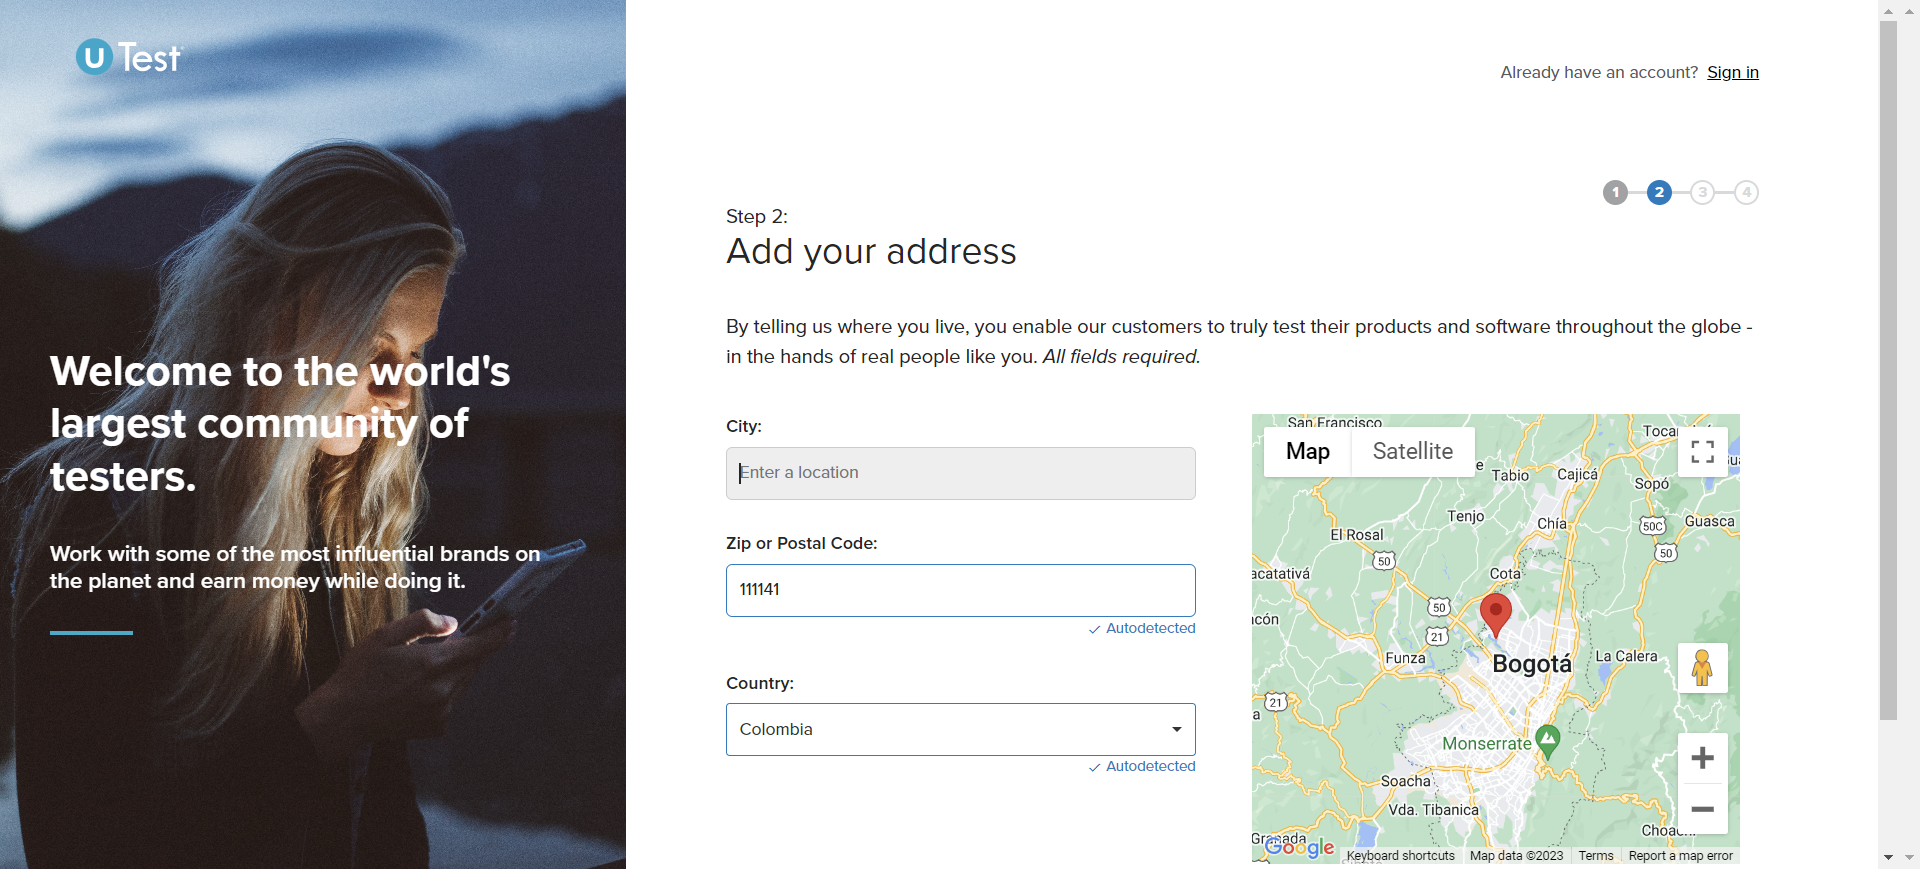 U Test
Welcome to the world's
largest community of
testers.
Work with some of the most influential brands on
the planet and earn money while doing it.
Already have an account? Sign in
1 2 3 4
Step 2:
Add your address
By telling us where you live, you enable our customers to truly test their products and software throughout the globe -
in the hands of real people like you. All fields required.
City:
Enter a location
Zip or Postal Code:
111141
Autodetected
Country:
Colombia
Autodetected
San Francisco
Map
Satellite
Tabio
Cajicá
Sopó
Tenjo
Chía
50C
Guasca
El Rosal
50
50
acatativá
Cota
50
cón
21
Funza
Bogotá
La Calera
21
a
Monserrate
Soacha
Vda. Tibanica
Granada
Google
Keyboard shortcuts
Map data ©2023
Terms
Report a map error